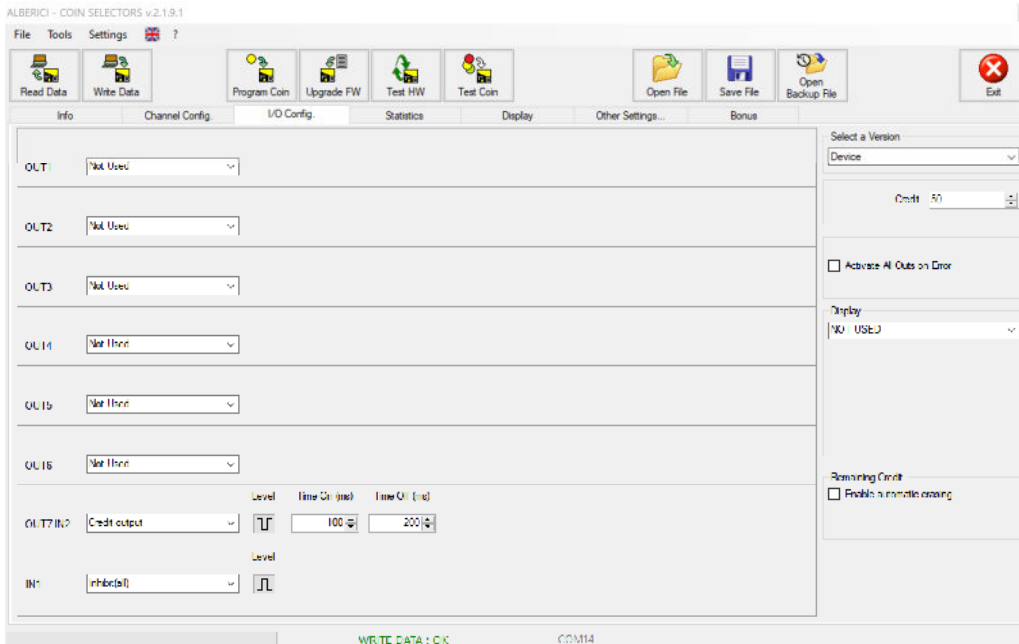 ALBERICI - COIN SELECTORS v.2.1.9.1
File Tools Settings ?
Read Data Write Data Program Coin Upgrade FW Test HW Test Coin Open File Save File Open Backup File Exit
Info Channel Config. I/O Config. Statistics Display Other Settings... Bonus
Select a Version
Device
OUT1 Not Used
Credit 50
OUT2 Not Used
Activate All Outs on Error
OUT3 Not Used
Display
NOT USED
OUT4 Not Used
OUT5 Not Used
OUT6 Not Used
Remaining Credit
Enable automatic erasing
Level Time On (ms) Time Off (ms)
OUT7 IN2 Credit output 100 200
Level
IN1 Inhibit(all)
WRITE DATA : OK COM14